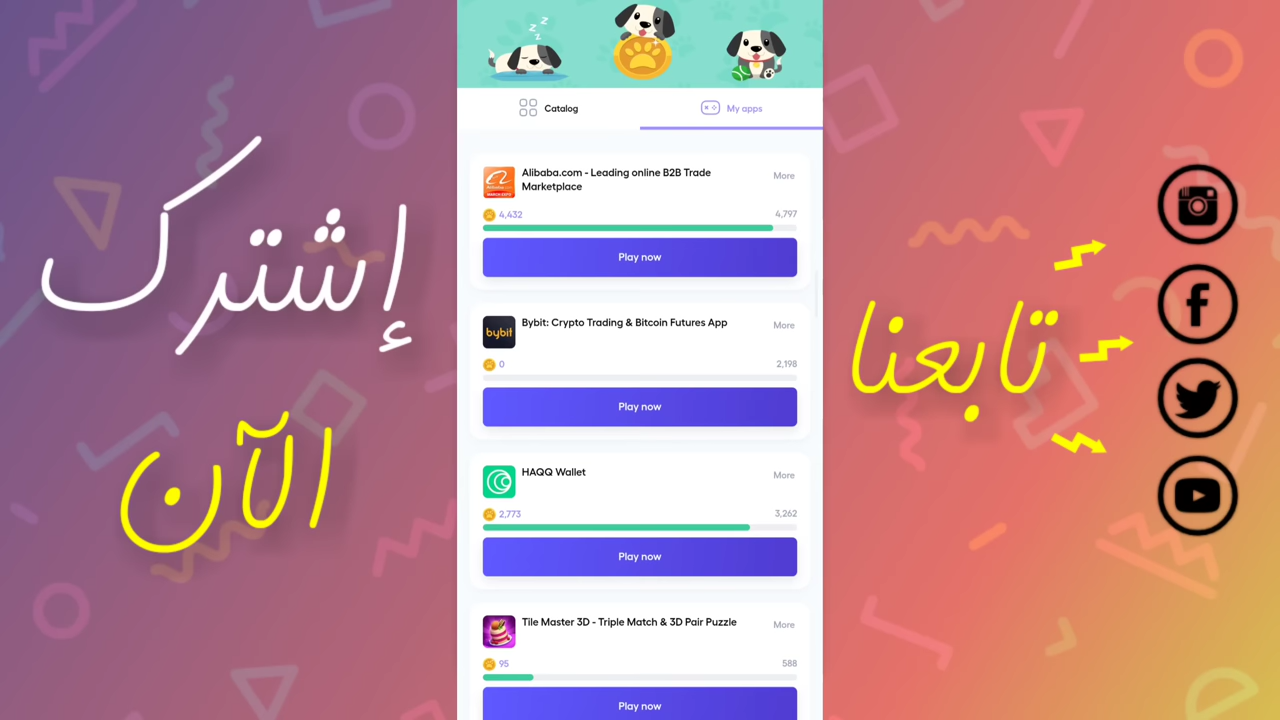 إشترك
الآن
z z z
Catalog
My apps
Alibaba.com - Leading online B2B Trade
Marketplace
More
4,432
4,797
Play now
bybit
Bybit: Crypto Trading & Bitcoin Futures App
More
0
2,198
Play now
HAQQ Wallet
More
2,773
3,262
Play now
Tile Master 3D - Triple Match & 3D Pair Puzzle
More
95
588
Play now
تابعنا